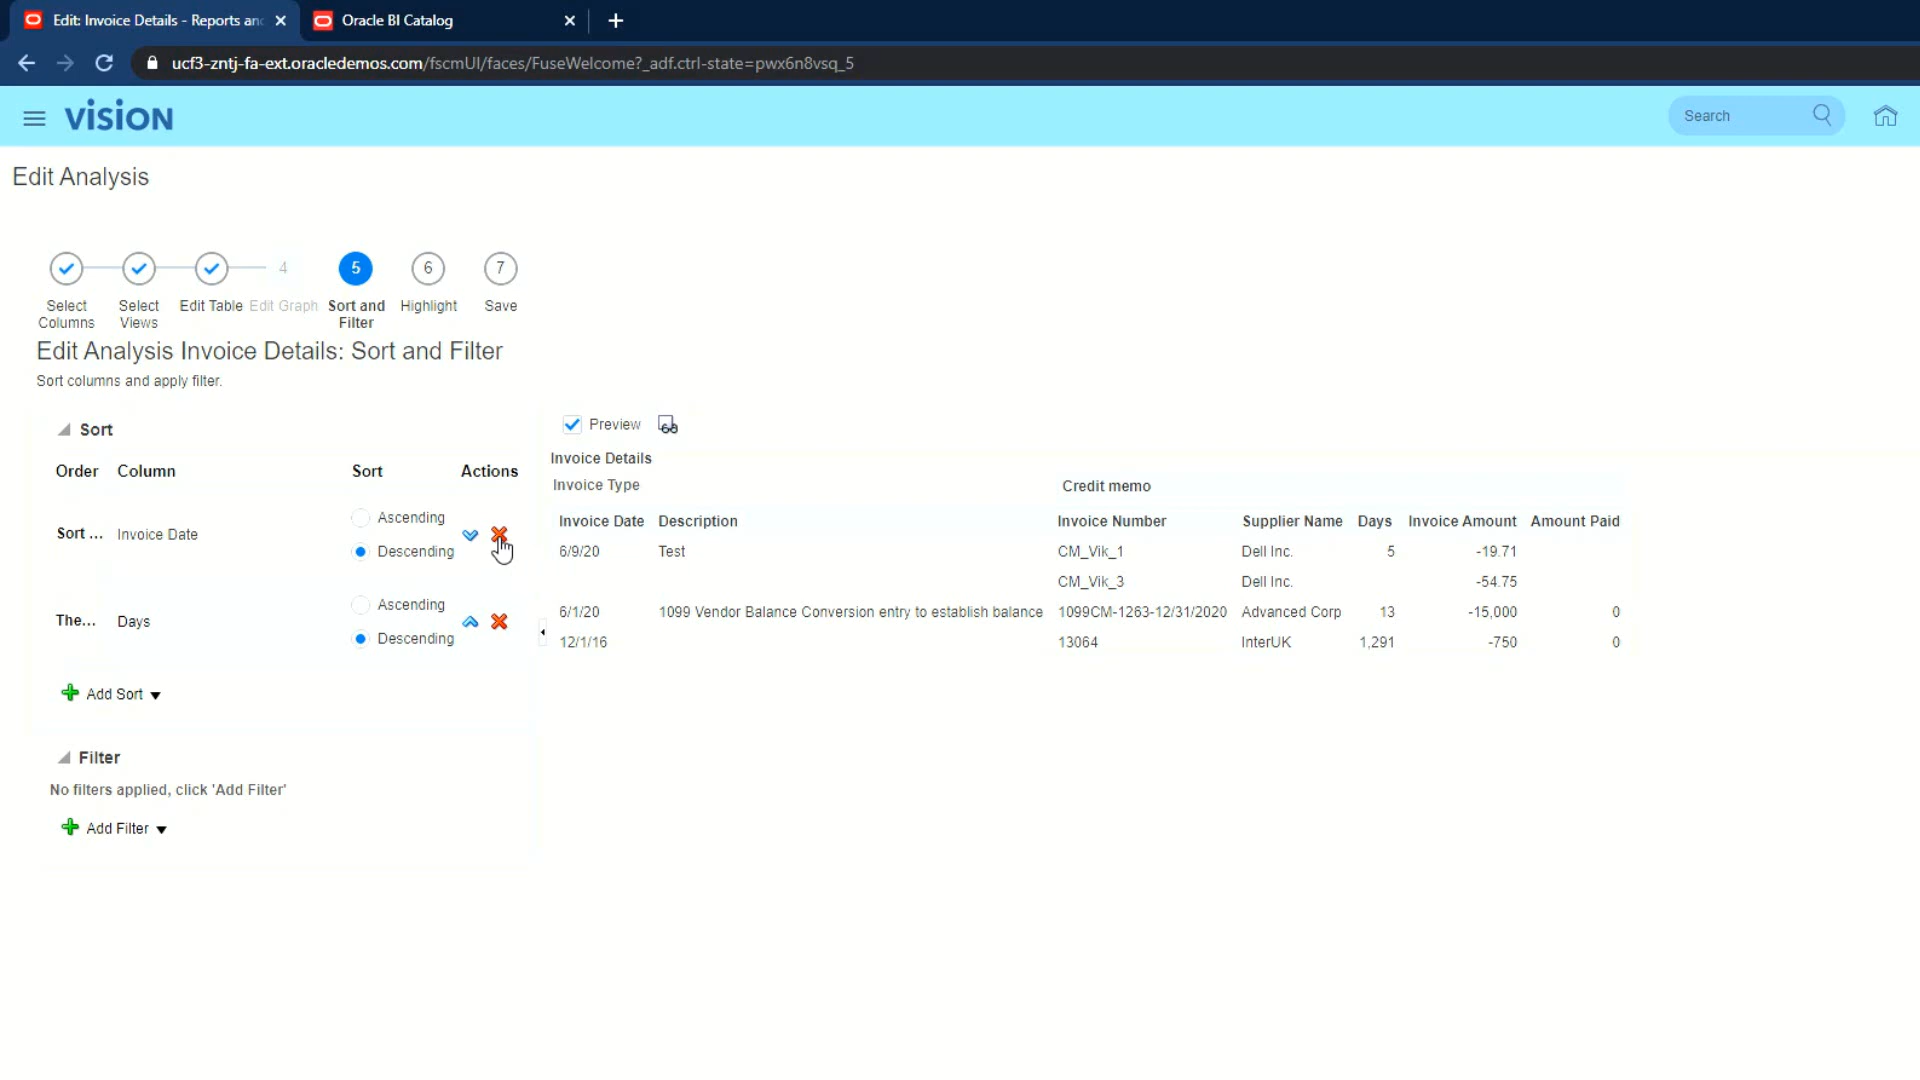 Edit: Invoice Details - Reports an
Oracle BI Catalog
ucf3-zntj-fa-ext.oracledemos.com/fscmUI/faces/FuseWelcome?_adf.ctrl-state=pwx6n8vsq_5
vision
Search
Edit Analysis
4 5 6 7
Select Columns
Select Views
Edit Table
Edit Graph
Sort and Filter
Highlight
Save
Edit Analysis Invoice Details: Sort and Filter
Sort columns and apply filter.
Sort
Order Column Sort Actions
Sort ... Invoice Date
Ascending
Descending
The... Days
Ascending
Descending
Add Sort
Filter
No filters applied, click 'Add Filter'
Add Filter
Preview
Invoice Details
Invoice Type
Credit memo
Invoice Date Description Invoice Number Supplier Name Days Invoice Amount Amount Paid
6/9/20 Test CM_Vik_1 Dell Inc. 5 -19.71
CM_Vik_3 Dell Inc. -54.75
6/1/20 1099 Vendor Balance Conversion entry to establish balance 1099CM-1263-12/31/2020 Advanced Corp 13 -15,000 0
12/1/16 13064 InterUK 1,291 -750 0